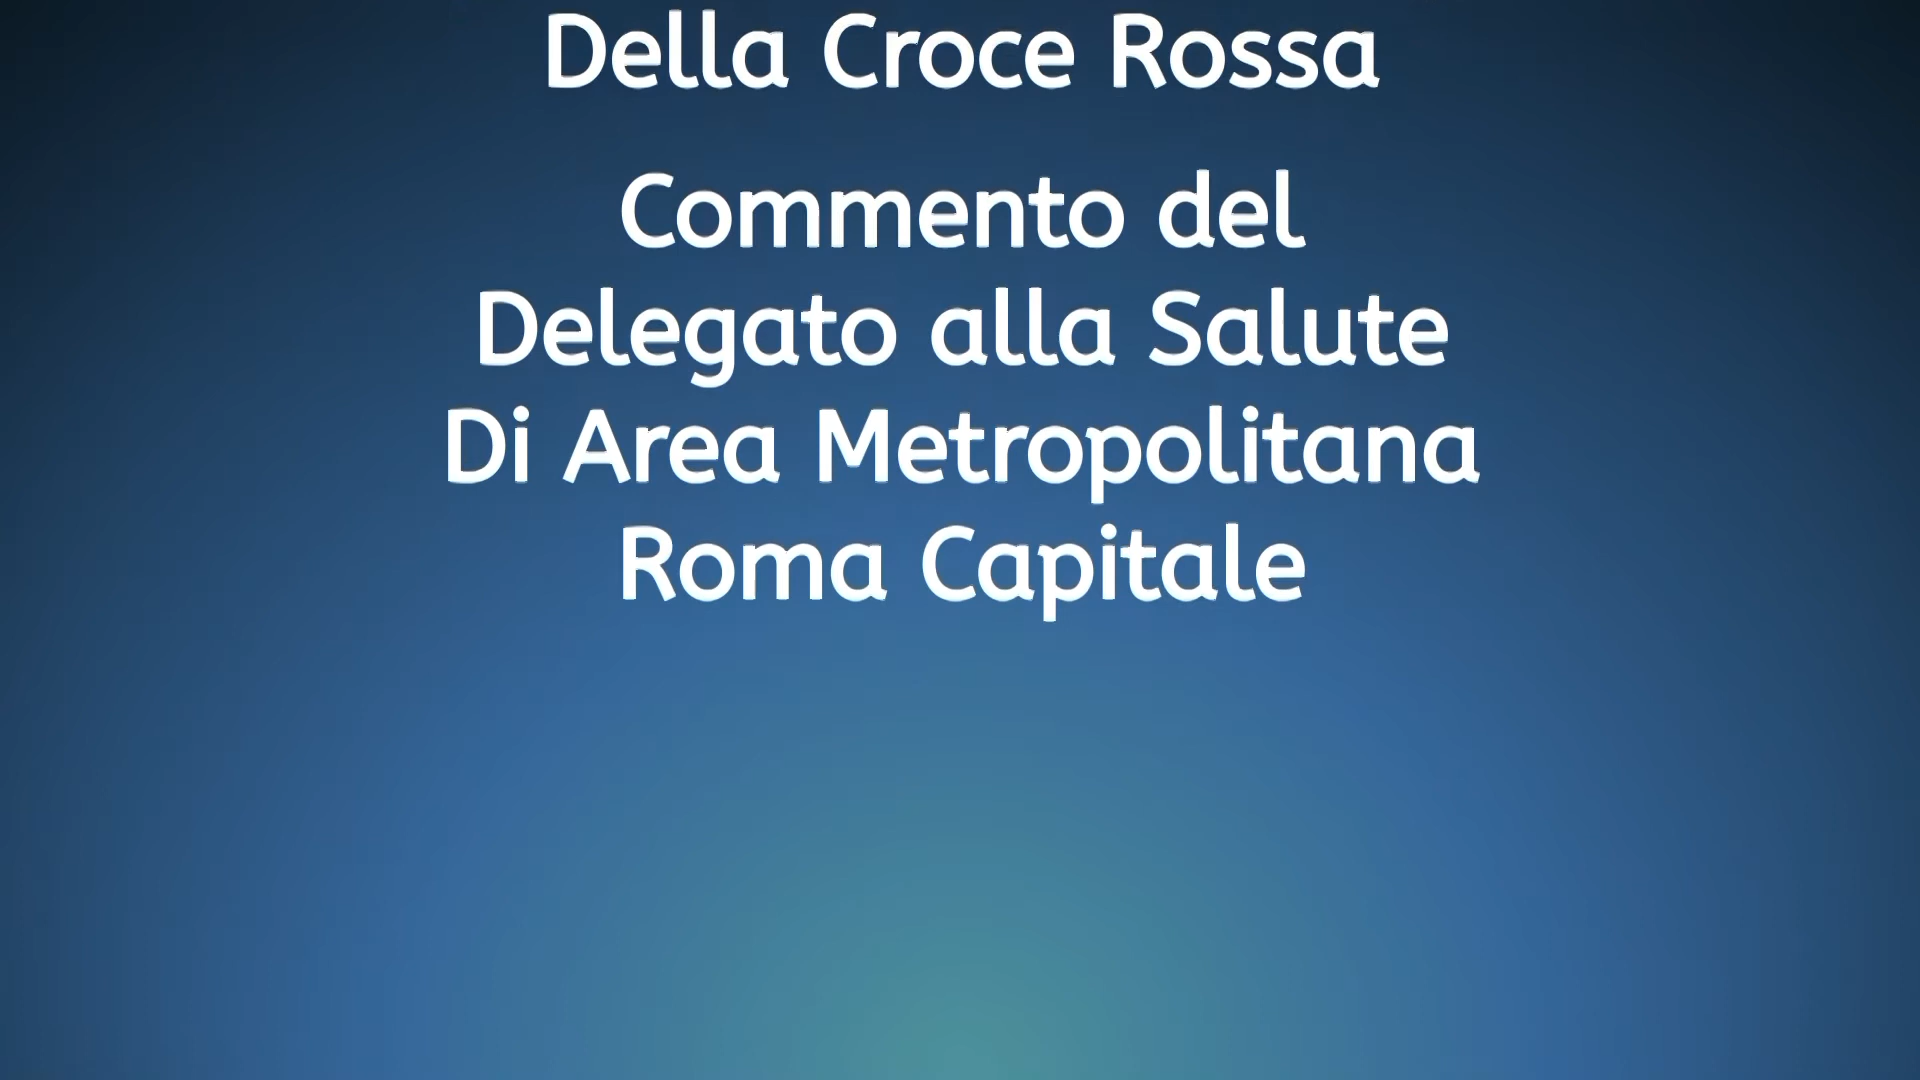 Della Croce Rossa
Commento del
Delegato alla Salute
Di Area Metropolitana
Roma Capitale